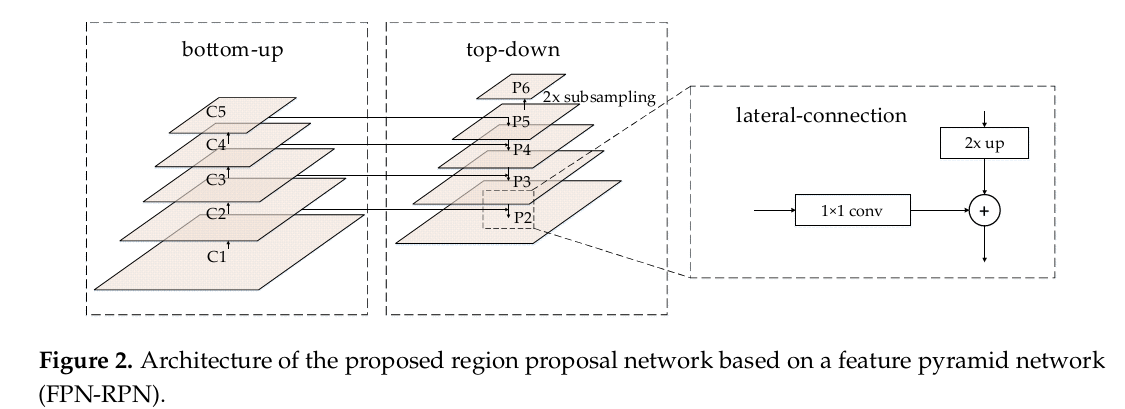 bottom-up
C5
C4
C3
C2
C1
top-down
P6
2x subsampling
P5
P4
P3
P2
lateral-connection
2x up
1×1 conv
+
Figure 2. Architecture of the proposed region proposal network based on a feature pyramid network
(FPN-RPN).